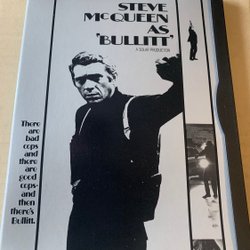 STEVE
McQUEEN
AS
'BULLITT'
A SOLAR PRODUCTION
There
are
bad
cops
and
there
are
good
cops-
and
then
there's
Bullitt.